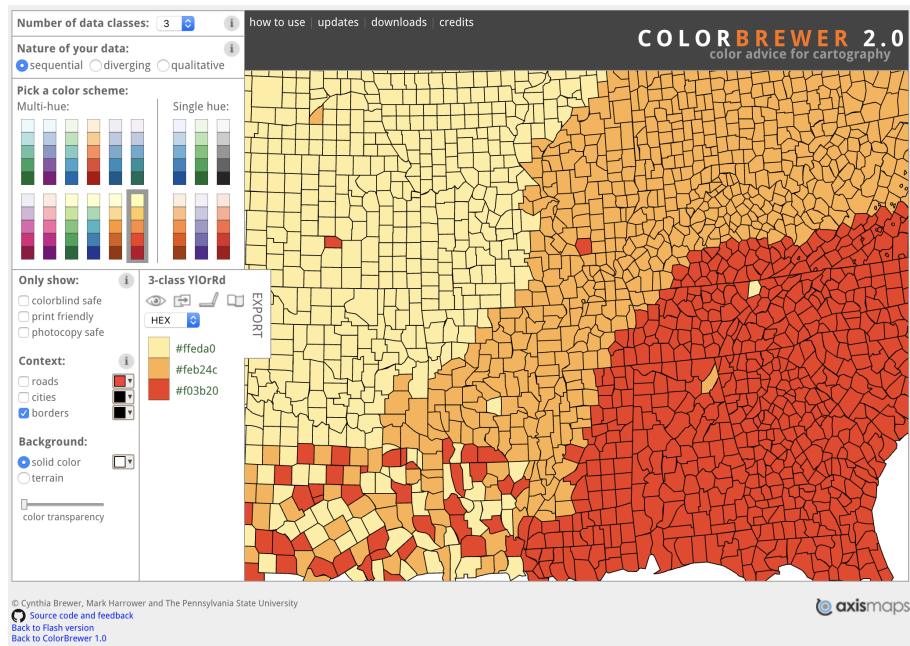 Number of data classes: 3 i
how to use | updates | downloads | credits
COLORBREWER 2.0
color advice for cartography
Nature of your data: i
sequential diverging qualitative
Pick a color scheme:
Multi-hue: Single hue:
Only show: i
colorblind safe
print friendly
photocopy safe
Context: i
roads
cities
borders
Background:
solid color
terrain
color transparency
3-class YlOrRd
HEX
#ffeda0
#feb24c
#f03b20
EXPORT
© Cynthia Brewer, Mark Harrower and The Pennsylvania State University
Source code and feedback
Back to Flash version
Back to ColorBrewer 1.0
axismaps